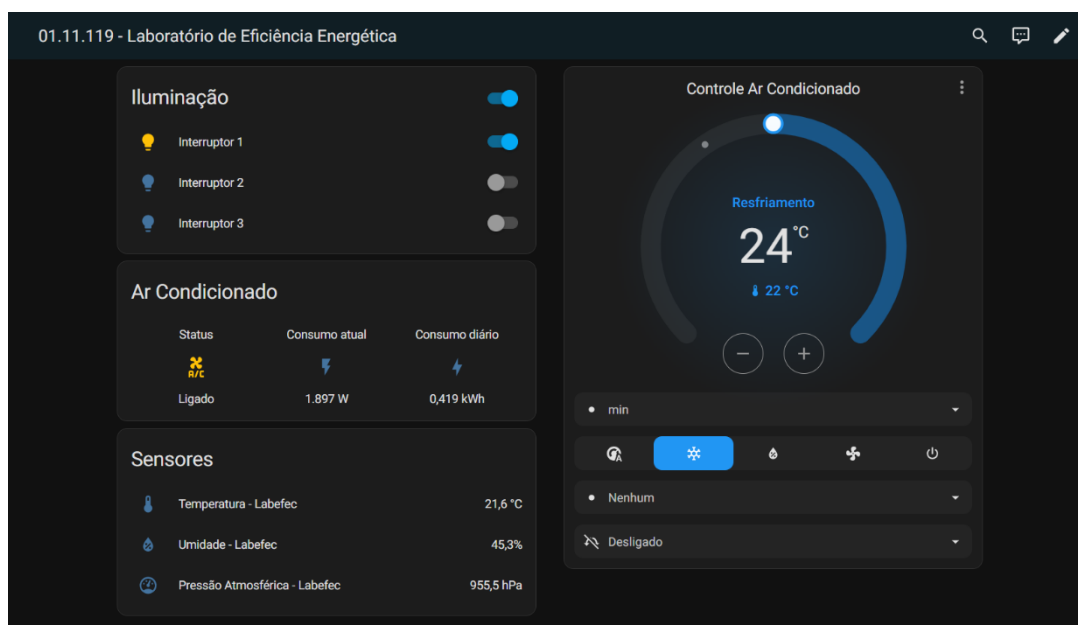 01.11.119 - Laboratório de Eficiência Energética
Iluminação
Interruptor 1
Interruptor 2
Interruptor 3
Ar Condicionado
Status Consumo atual Consumo diário
A/C
Ligado 1.897 W 0,419 kWh
Sensores
Temperatura - Labefec 21,6 °C
Umidade - Labefec 45,3%
Pressão Atmosférica - Labefec 955,5 hPa
Controle Ar Condicionado
Resfriamento
24 °C
22 °C
min
A
Nenhum
Desligado